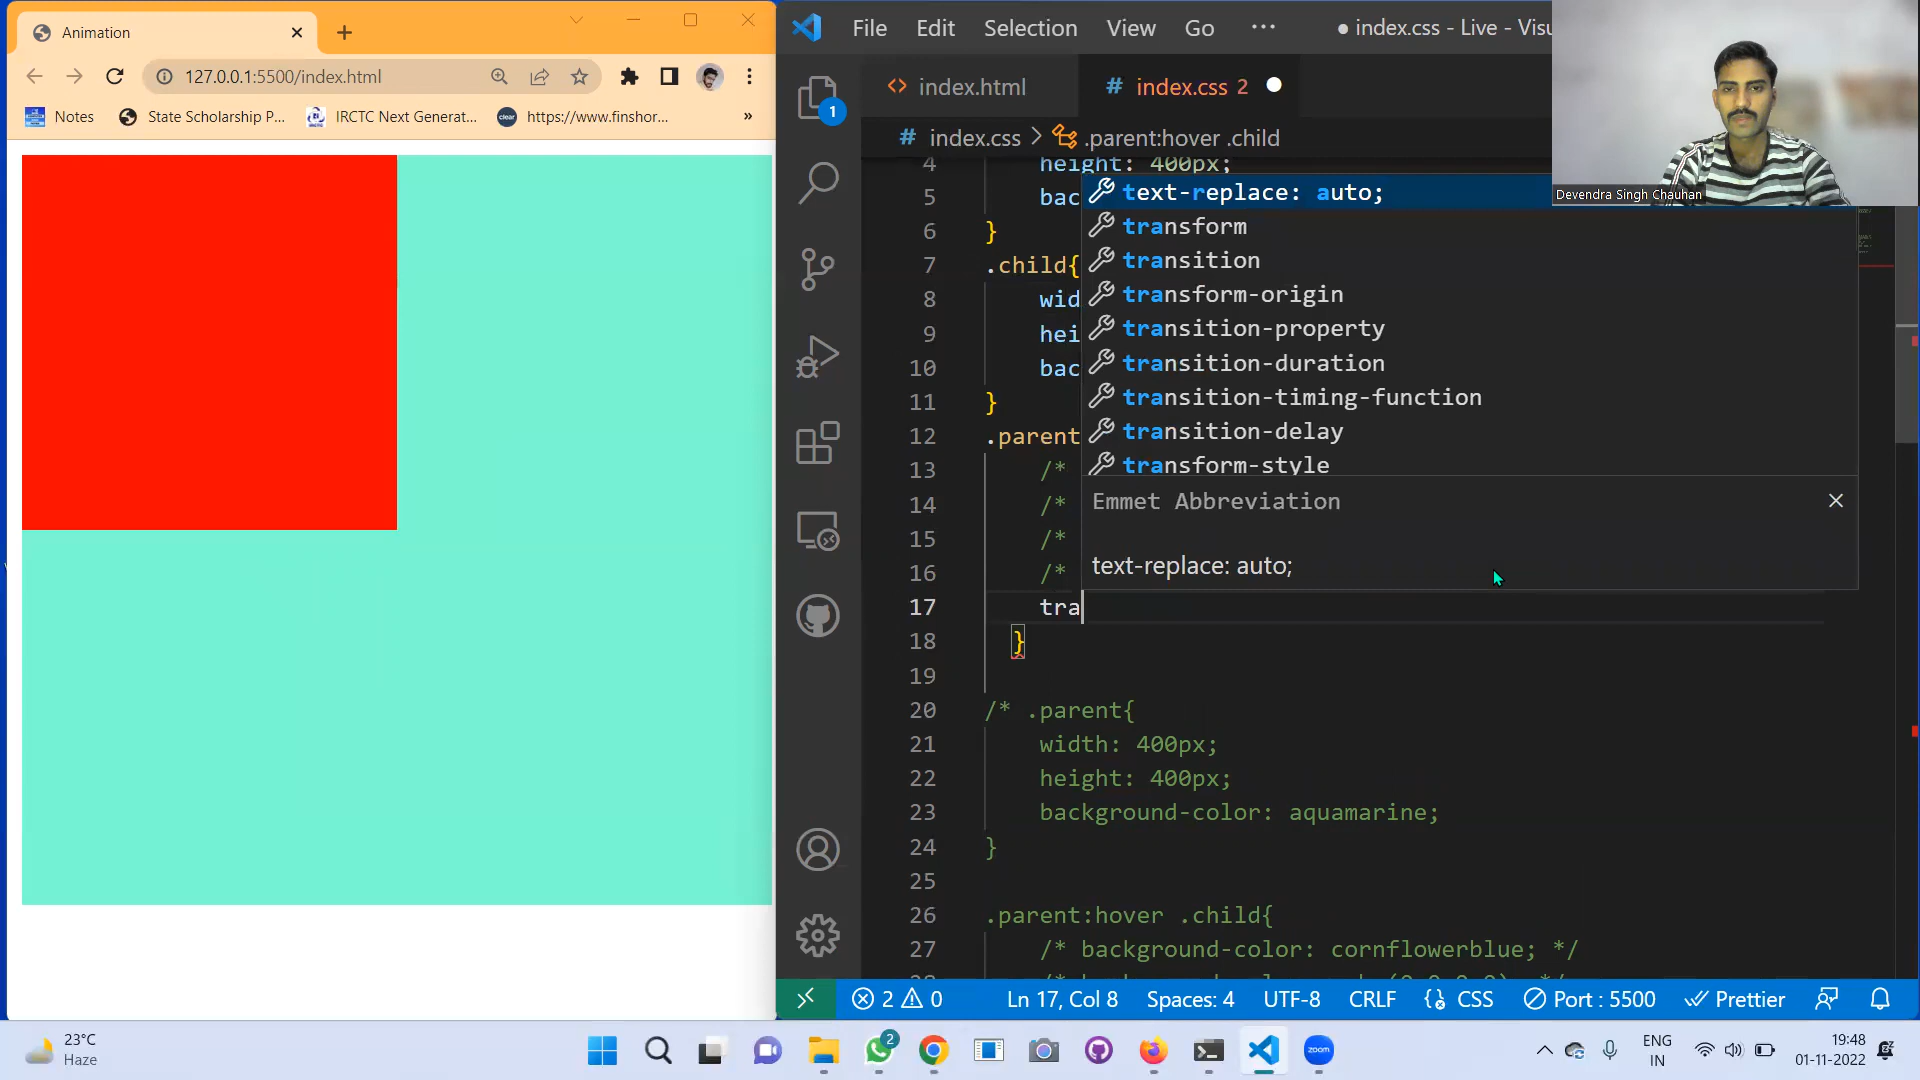 Animation
127.0.0.1:5500/index.html
Notes
State Scholarship P...
IRCTC Next Generat...
clear
https://www.finshor...
»
File Edit Selection View Go ···
● index.css - Live - Visu
Devendra Singh Chauhan
<> index.html
# index.css 2
1
# index.css > .parent:hover .child
4 height: 400px;
5 bac
6 }
7 .child{
8 wid
9 hei
10 bac
11 }
12 .parent
13 /*
14 /*
15 /*
16 /*
17 tra
18 }
19
20 /* .parent{
21 width: 400px;
22 height: 400px;
23 background-color: aquamarine;
24 }
25
26 .parent:hover .child{
27 /* background-color: cornflowerblue; */
text-replace: auto;
transform
transition
transform-origin
transition-property
transition-duration
transition-timing-function
transition-delay
transform-style
Emmet Abbreviation
text-replace: auto;
2 0 Ln 17, Col 8 Spaces: 4 UTF-8 CRLF CSS Port : 5500 Prettier
23°C
Haze
2
zoom
ENG
IN
19:48
01-11-2022